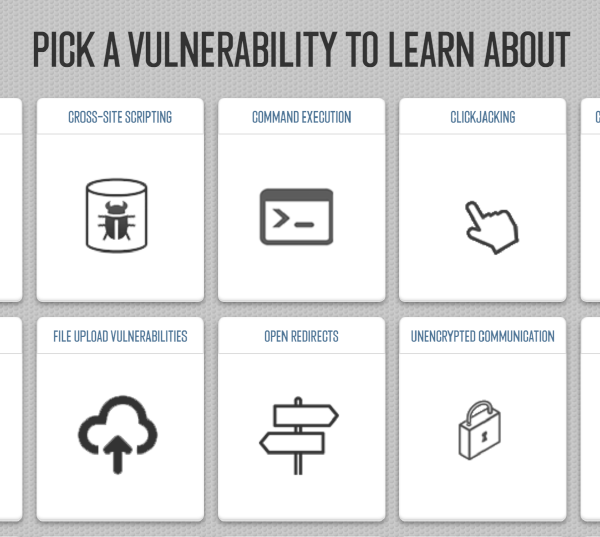 PICK A VULNERABILITY TO LEARN ABOUT
CROSS-SITE SCRIPTING
COMMAND EXECUTION
CLICKJACKING
FILE UPLOAD VULNERABILITIES
OPEN REDIRECTS
UNENCRYPTED COMMUNICATION